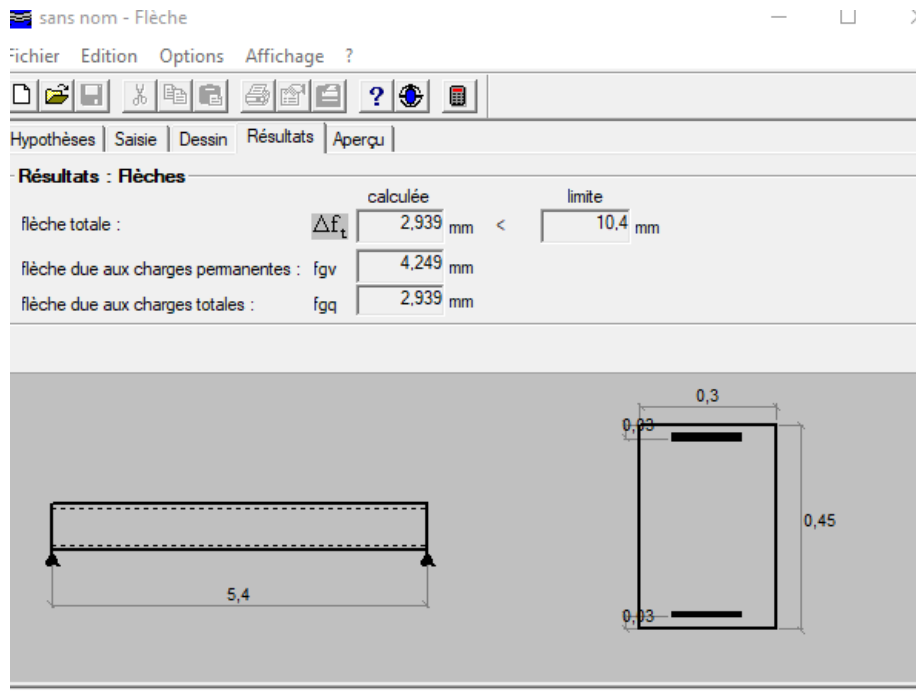 sans nom - Flèche
Fichier Edition Options Affichage ?
Hypothèses Saisie Dessin Résultats Aperçu
Résultats : Flèches
calculée limite
flèche totale : Δft 2,939 mm < 10,4 mm
flèche due aux charges permanentes : fgv 4,249 mm
flèche due aux charges totales : fgq 2,939 mm
0,3
0,03
0,45
5,4
0,03